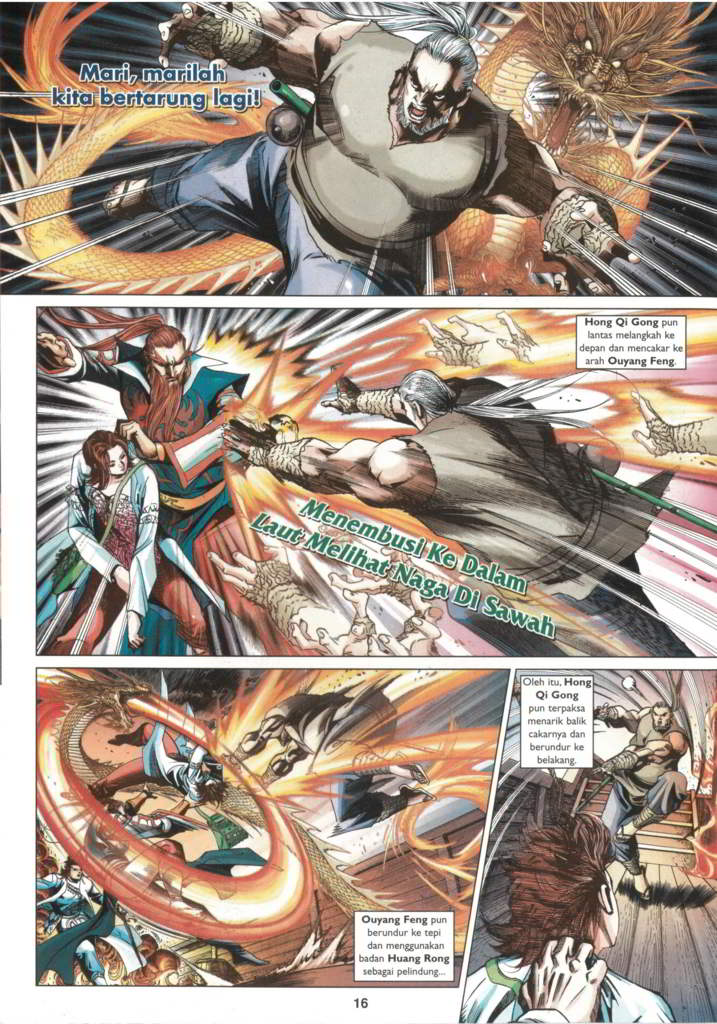 Mari, marilah
kita bertarung lagi!
Hong Qi Gong pun
lantas melangkah ke
depan dan mencakar ke
arah Ouyang Feng.
Menembusi Ke Dalam
Laut Melihat Naga Di Sawah
Ouyang Feng pun
berundur ke tepi
dan menggunakan
badan Huang Rong
sebagai pelindung...
Oleh itu, Hong
Qi Gong
pun terpaksa
menarik balik
cakarnya dan
berundur ke
belakang.
16